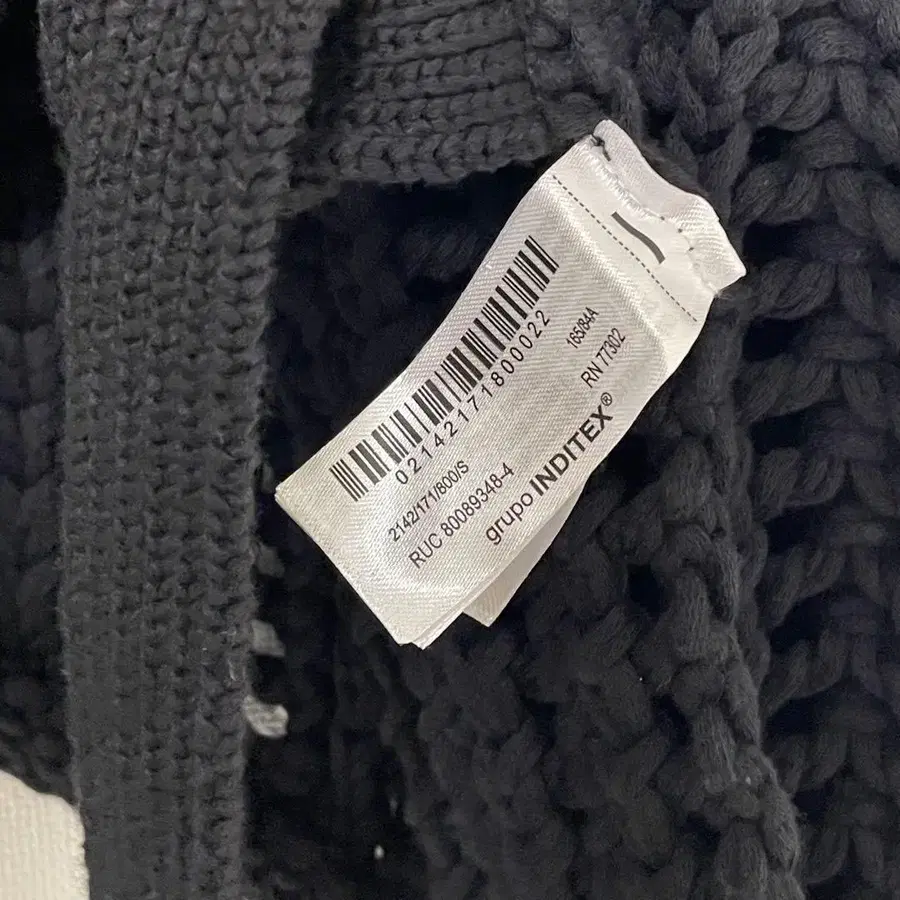 02142171800022
2142/171/800/S
165/84A
RUC 80089348-4
RN 77302
grupo INDITEX®